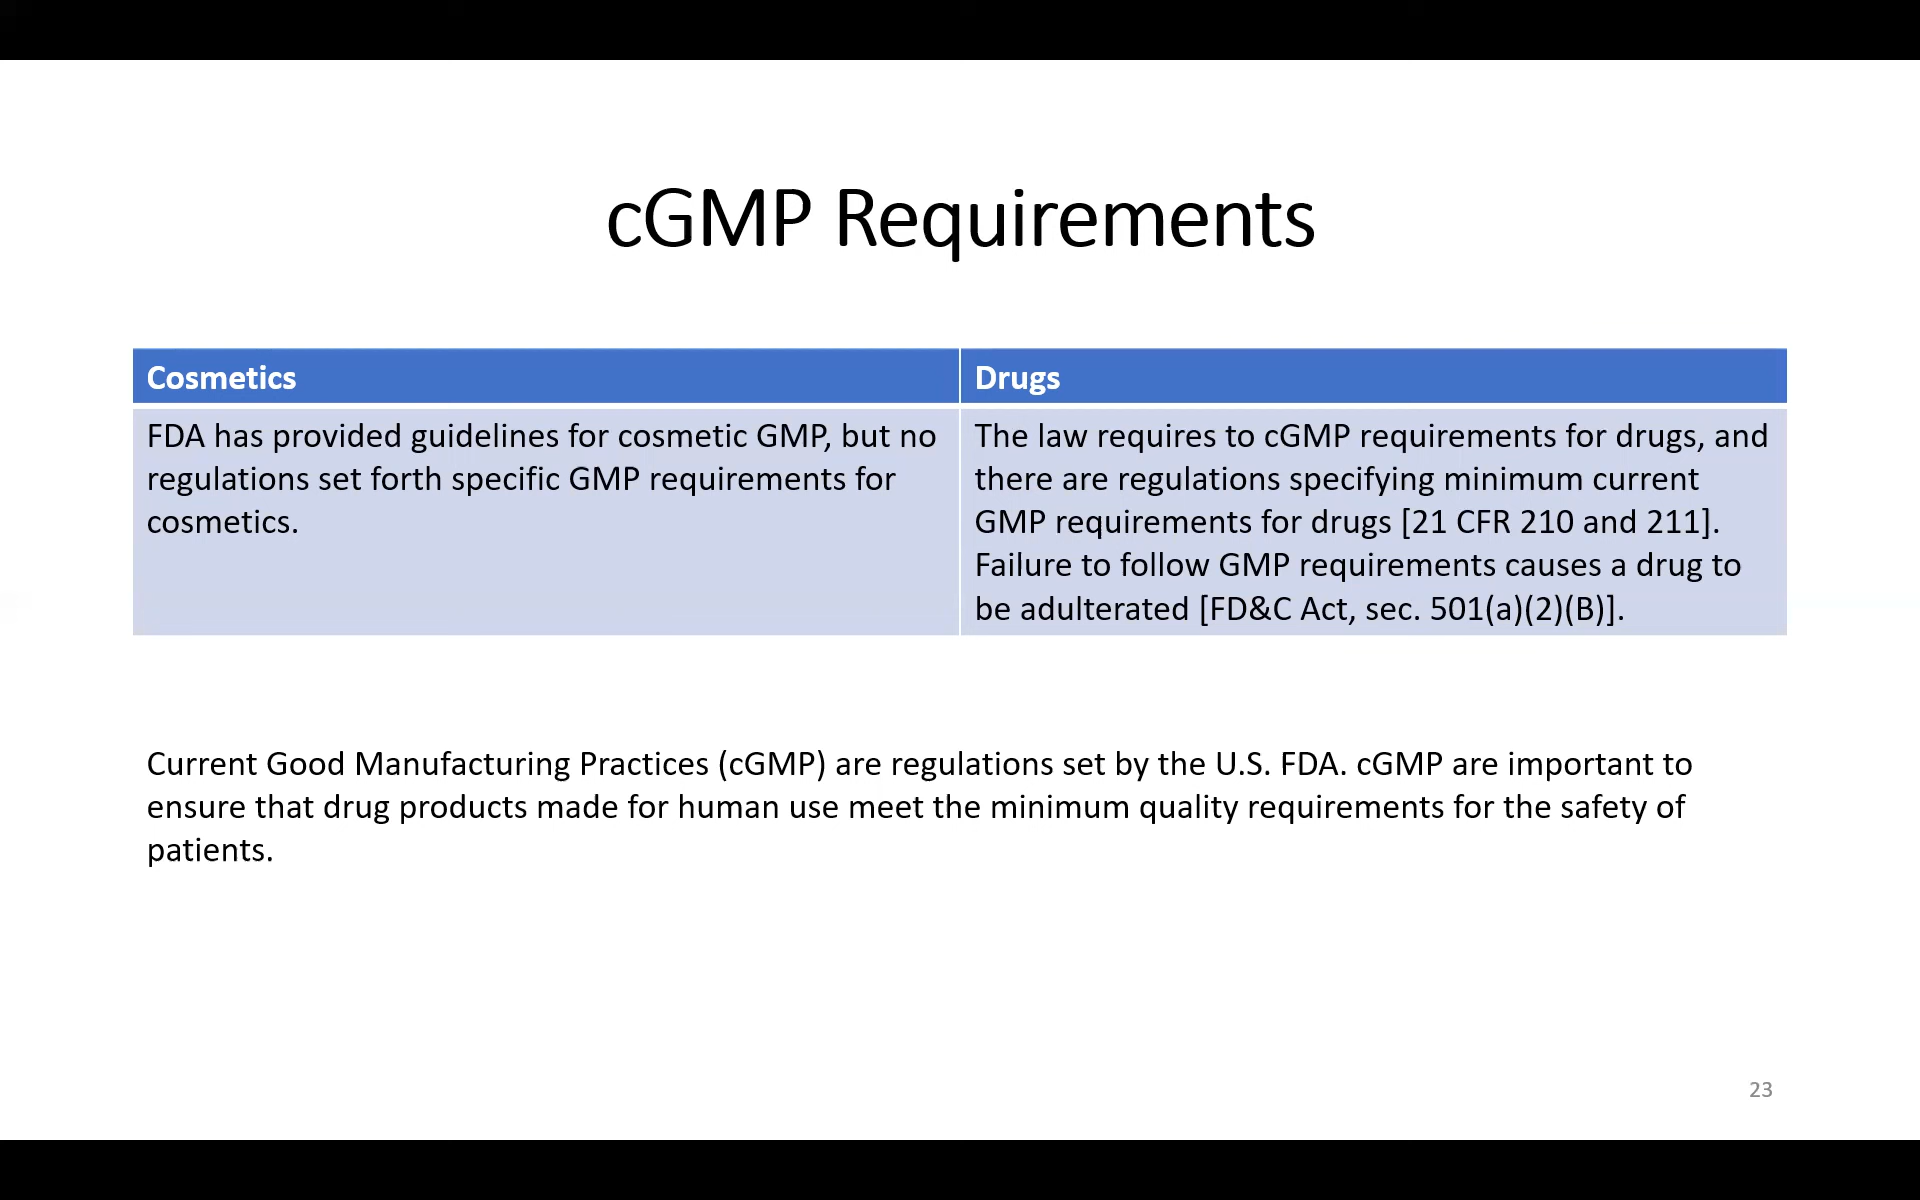 cGMP Requirements
Cosmetics
FDA has provided guidelines for cosmetic GMP, but no
regulations set forth specific GMP requirements for
cosmetics.
Drugs
The law requires to cGMP requirements for drugs, and
there are regulations specifying minimum current
GMP requirements for drugs [21 CFR 210 and 211].
Failure to follow GMP requirements causes a drug to
be adulterated [FD&C Act, sec. 501(a)(2)(B)].
Current Good Manufacturing Practices (cGMP) are regulations set by the U.S. FDA. cGMP are important to
ensure that drug products made for human use meet the minimum quality requirements for the safety of
patients.
23